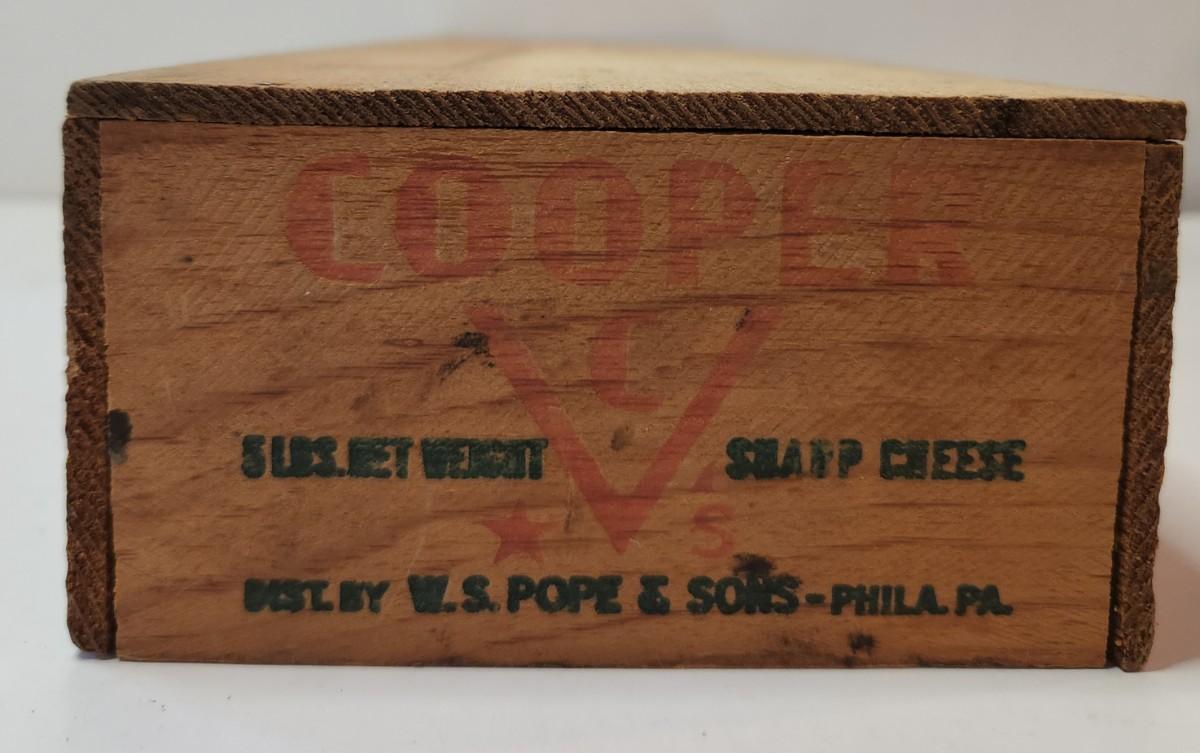 COOPER
C
5 LBS. NET WEIGHT SHARP CHEESE
S
DIST. BY W. S. POPE & SONS - PHILA. PA.